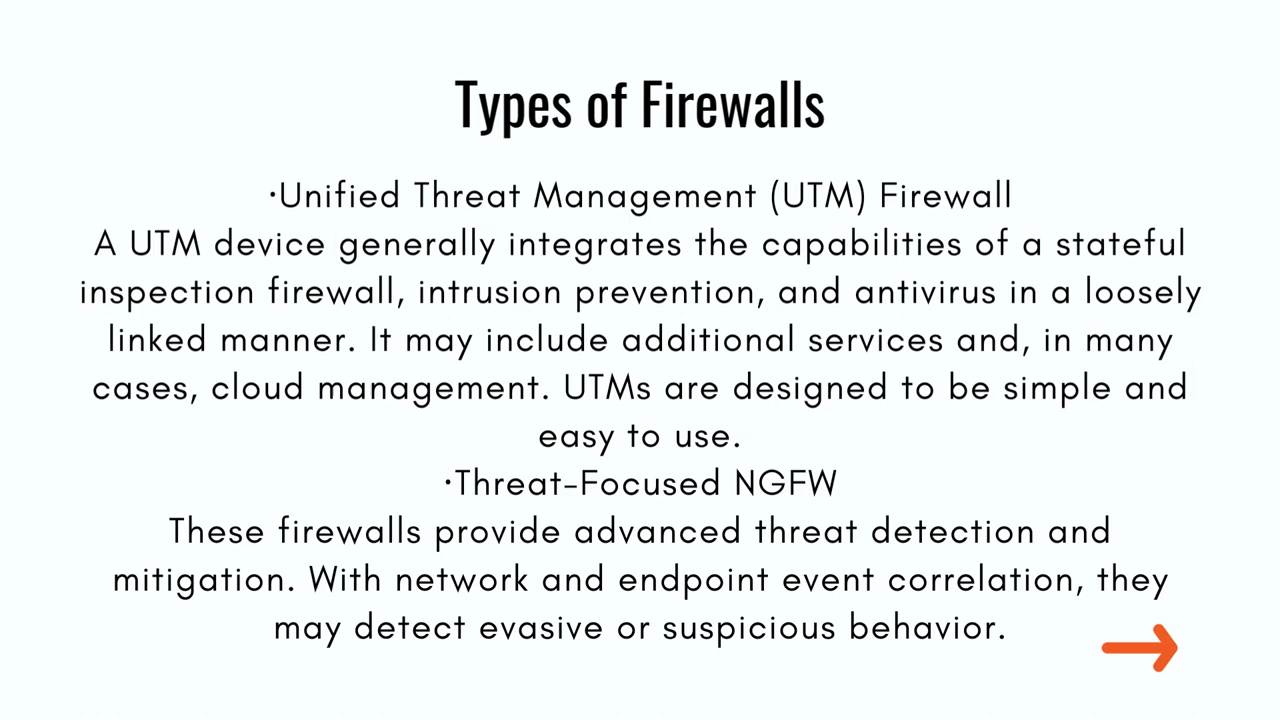 Types of Firewalls
·Unified Threat Management (UTM) Firewall
A UTM device generally integrates the capabilities of a stateful
inspection firewall, intrusion prevention, and antivirus in a loosely
linked manner. It may include additional services and, in many
cases, cloud management. UTMs are designed to be simple and
easy to use.
·Threat-Focused NGFW
These firewalls provide advanced threat detection and
mitigation. With network and endpoint event correlation, they
may detect evasive or suspicious behavior.